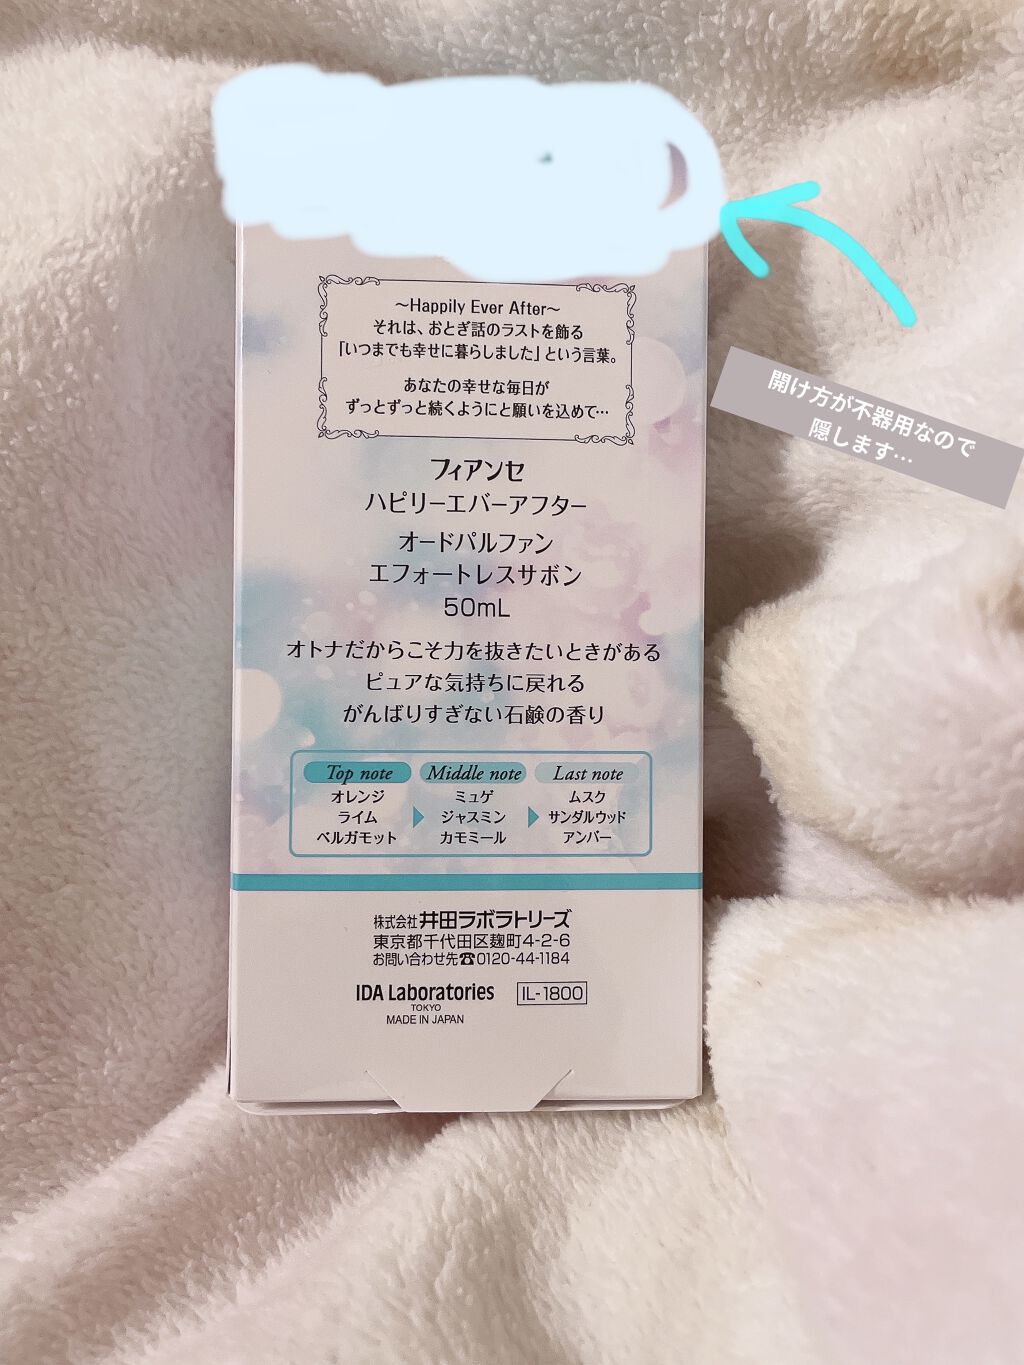 ～Happily Ever After～
それは、おとぎ話のラストを飾る
「いつまでも幸せに暮らしました」という言葉。
あなたの幸せな毎日が
ずっとずっと続くようにと願いを込めて…
開け方が不器用なので
隠します…
フィアンセ
ハピリーエバーアフター
オードパルファン
エフォートレスサボン
50mL
オトナだからこそ力を抜きたいときがある
ピュアな気持ちに戻れる
がんばりすぎない石鹸の香り
Top note Middle note Last note
オレンジ ミュゲ ムスク
ライム ジャスミン サンダルウッド
ベルガモット カモミール アンバー
株式会社 井田ラボラトリーズ
東京都千代田区麹町4-2-6
お問い合わせ先☎0120-44-1184
IDA Laboratories IL-1800
TOKYO
MADE IN JAPAN